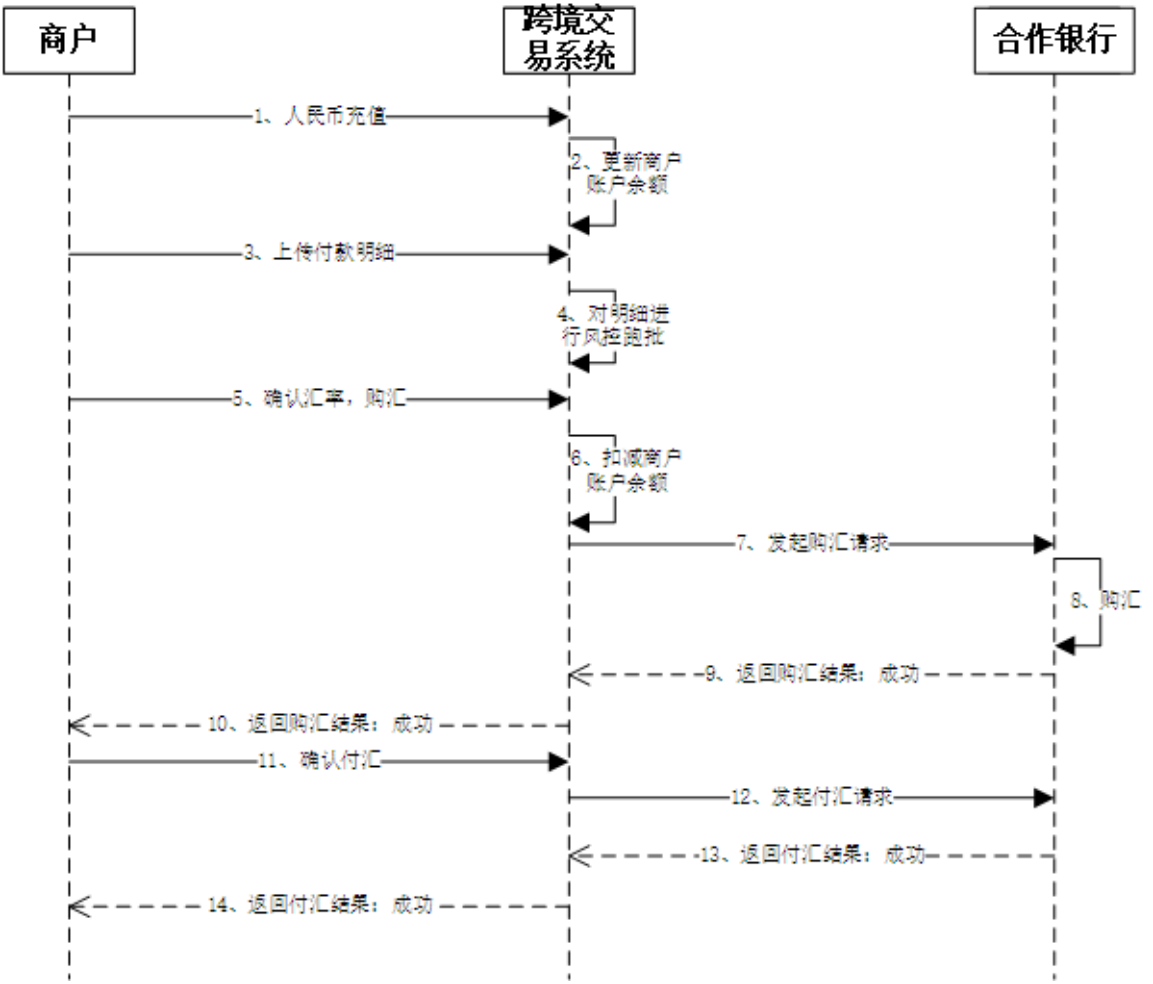 商户
跨境交
易系统
合作银行
1、人民币充值
2、更新商户
账户余额
3、上传付款明细
4、对明细进
行风控跑批
5、确认汇率，购汇
6、扣减商户
账户余额
7、发起购汇请求
8、购汇
9、返回购汇结果：成功
10、返回购汇结果：成功
11、确认付汇
12、发起付汇请求
13、返回付汇结果：成功
14、返回付汇结果：成功